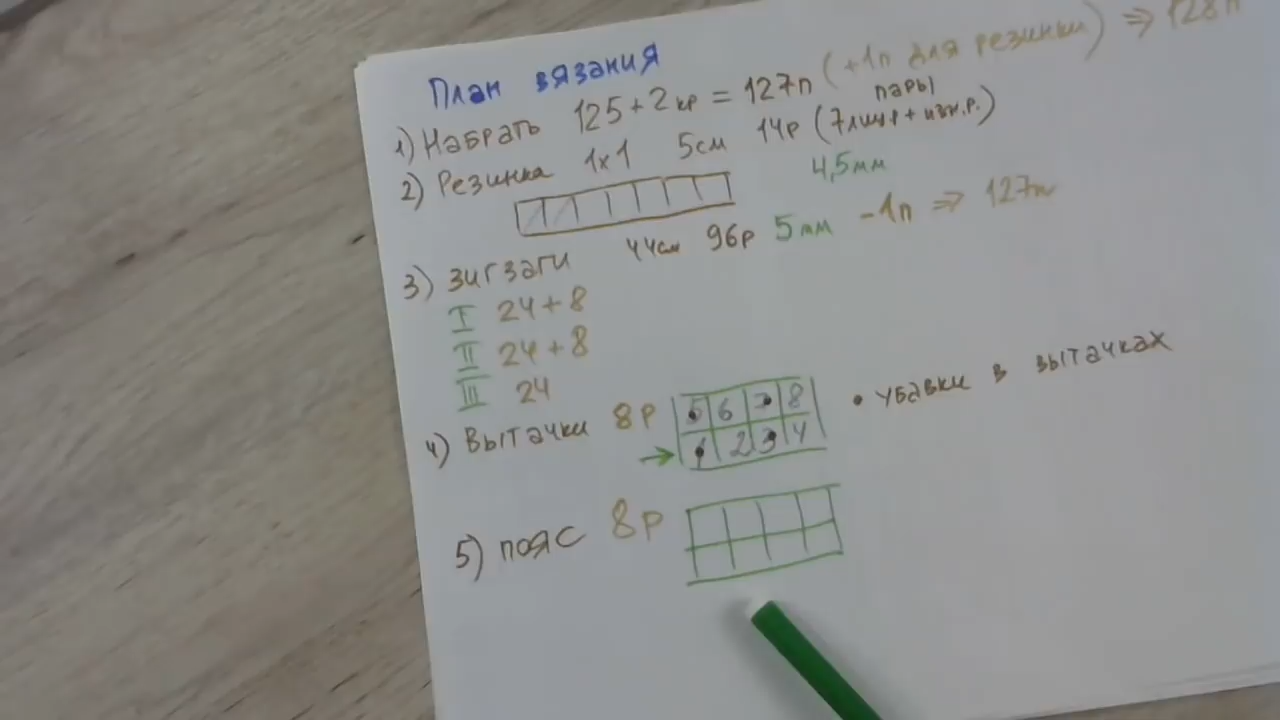 План вязания
1) Набрать 125 + 2кр = 127п (+1п для резинки) => 128п
2) Резинка 1х1 5см 14р (7лиц.р + изн.р.)
пары
4,5мм
3) Зигзаги 44см 96р 5мм -1п => 127п
I 24 + 8
II 24 + 8
III 24
4) Вытачки 8р
5 6 7 8
1 2 3 4
• убавки в вытачках
5) пояс 8р